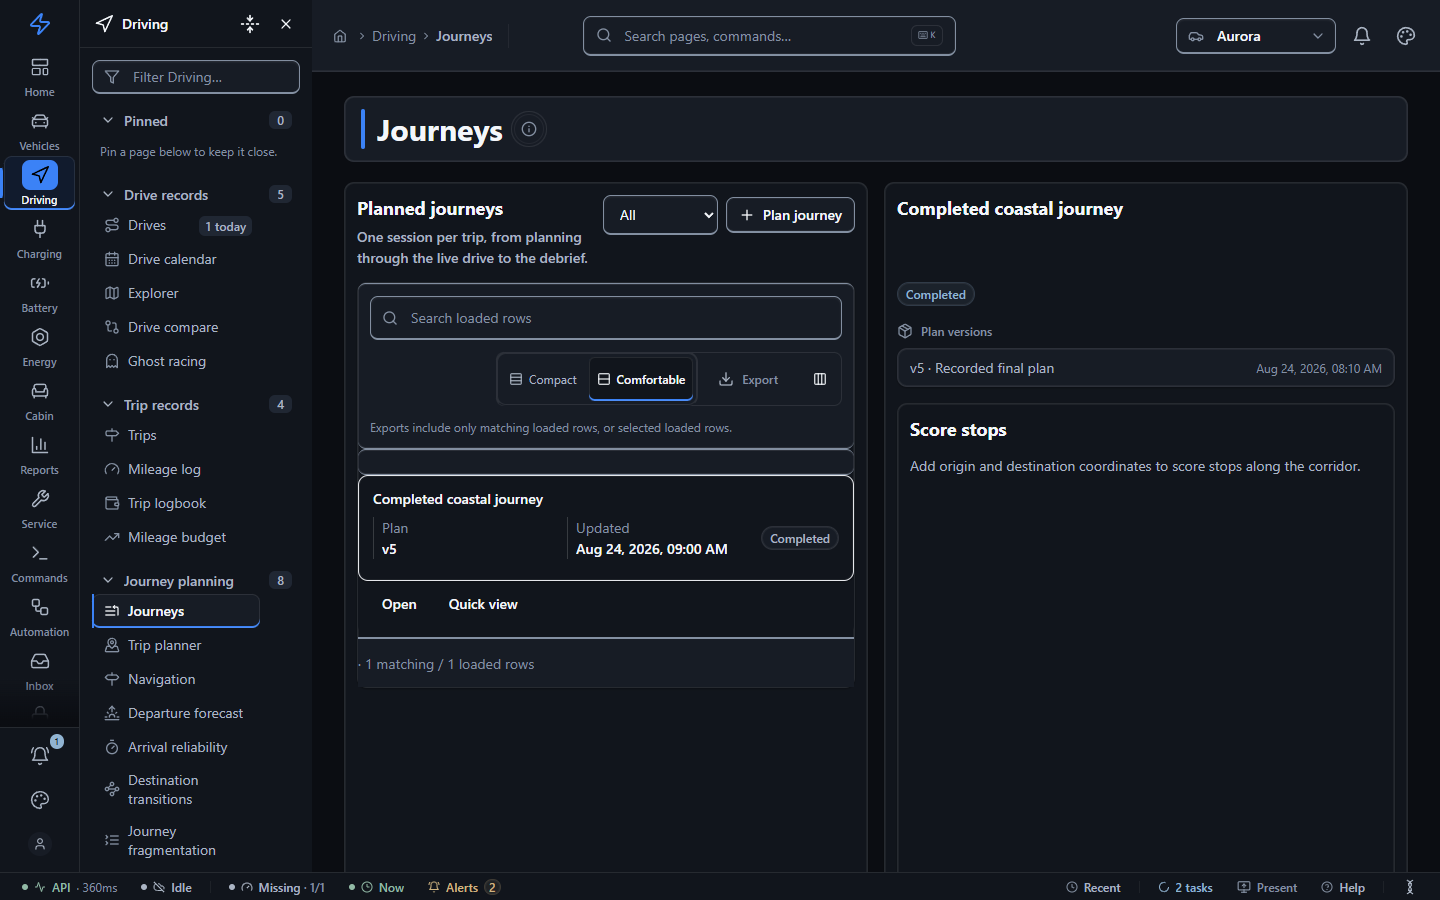 Home
Vehicles
Driving
Charging
Battery
Energy
Cabin
Reports
Service
Commands
Automation
Inbox
1
Driving
Filter Driving...
Pinned 0
Pin a page below to keep it close.
Drive records 5
Drives 1 today
Drive calendar
Explorer
Drive compare
Ghost racing
Trip records 4
Trips
Mileage log
Trip logbook
Mileage budget
Journey planning 8
Journeys
Trip planner
Navigation
Departure forecast
Arrival reliability
Destination
transitions
Journey
fragmentation
Driving Journeys
Search pages, commands... K
Aurora
Journeys
Planned journeys
All
Plan journey
One session per trip, from planning
through the live drive to the debrief.
Search loaded rows
Compact Comfortable Export
Exports include only matching loaded rows, or selected loaded rows.
Completed coastal journey
Plan
v5
Updated
Aug 24, 2026, 09:00 AM
Completed
Open Quick view
· 1 matching / 1 loaded rows
Completed coastal journey
Completed
Plan versions
v5 · Recorded final plan Aug 24, 2026, 08:10 AM
Score stops
Add origin and destination coordinates to score stops along the corridor.
API · 360ms Idle Missing · 1/1 Now Alerts 2 Recent 2 tasks Present Help